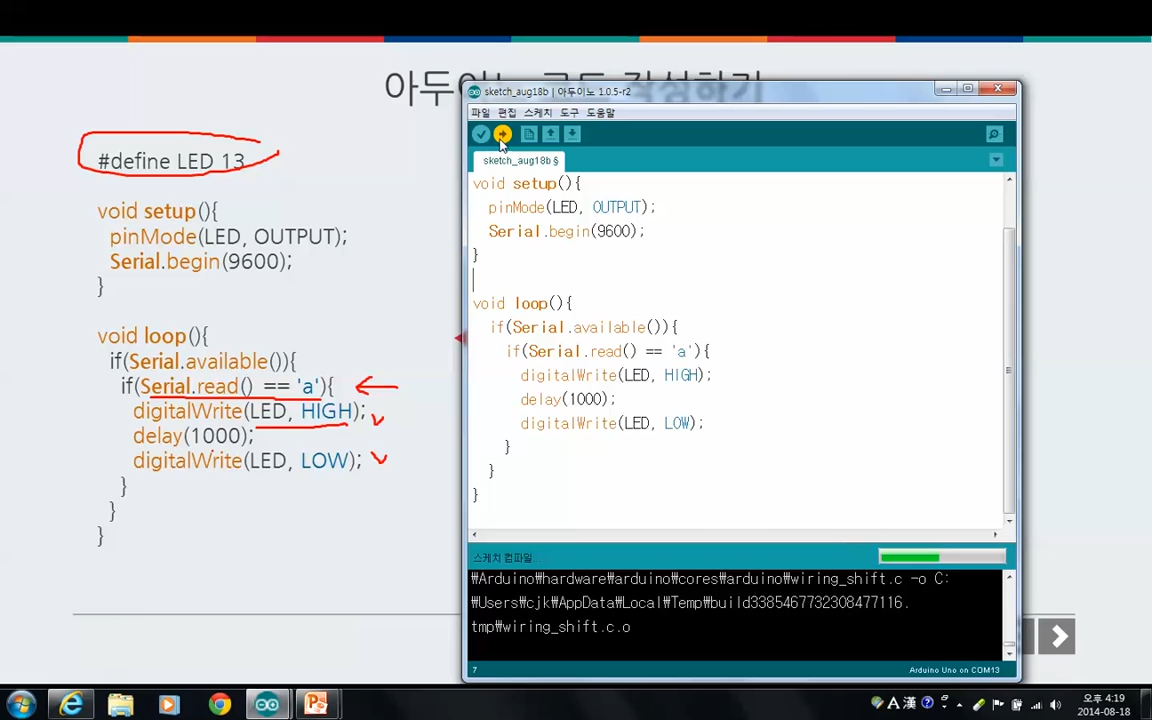 아두이노 코드 작성하기
#define LED 13
void setup(){
pinMode(LED, OUTPUT);
Serial.begin(9600);
}
void loop(){
if(Serial.available()){
if(Serial.read() == 'a'){
digitalWrite(LED, HIGH);
delay(1000);
digitalWrite(LED, LOW);
}
}
}
sketch_aug18b | 아두이노 1.0.5-r2
파일 편집 스케치 도구 도움말
sketch_aug18b §
void setup(){
pinMode(LED, OUTPUT);
Serial.begin(9600);
}
void loop(){
if(Serial.available()){
if(Serial.read() == 'a'){
digitalWrite(LED, HIGH);
delay(1000);
digitalWrite(LED, LOW);
}
}
}
스케치 컴파일...
₩Arduino₩hardware₩arduino₩cores₩arduino₩wiring_shift.c -o C:
₩Users₩cjk₩AppData₩Local₩Temp₩build3385467732308477116.
tmp₩wiring_shift.c.o
7
Arduino Uno on COM13
A 漢
오후 4:19
2014-08-18